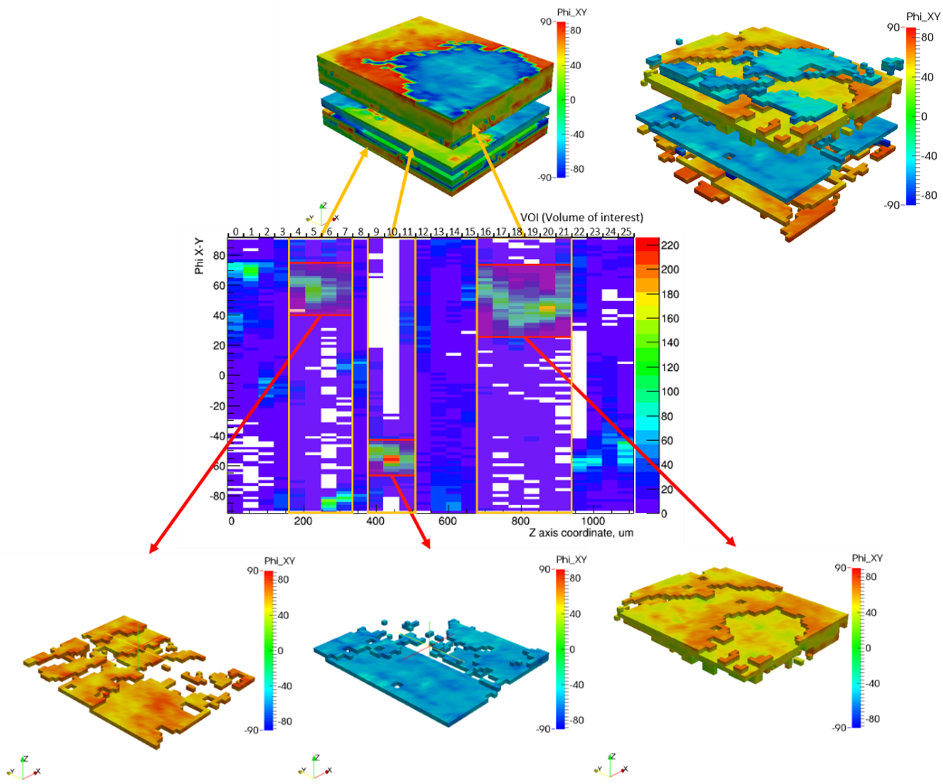 Phi_XY
90
80
40
0
-40
-80
-90
Phi_XY
90
80
40
0
-40
-80
-90
Z
Y
X
VOI (Volume of interest)
0 1 2 3 4 5 6 7 8 9 10 11 12 13 14 15 16 17 18 19 20 21 22 23 24 25
Phi X-Y
80
60
40
20
0
-20
-40
-60
-80
220
200
180
160
140
120
100
80
60
40
20
0
0 200 400 600 800 1000
Z axis coordinate, um
Phi_XY
90
80
40
0
-40
-80
-90
Z
Y
X
Phi_XY
90
80
40
0
-40
-80
-90
Z
Y
X
Phi_XY
90
80
40
0
-40
-80
-90
Z
Y
X